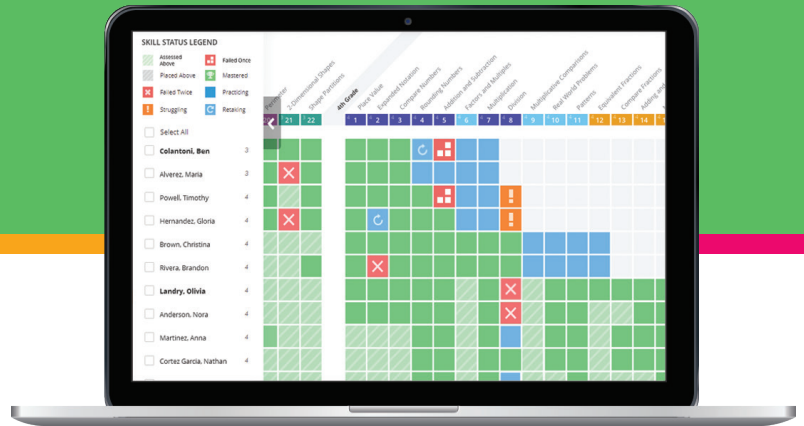 SKILL STATUS LEGEND
Assessed Above
Failed Once
Placed Above
Mastered
Failed Twice
Practicing
Struggling
Retaking
Select All
Colantoni, Ben 3
Alverez, Maria 3
Powell, Timothy 4
Hernandez, Gloria 4
Brown, Christina 4
Rivera, Brandon 4
Landry, Olivia 4
Anderson, Nora 4
Martinez, Anna 4
Cortez Garcia, Nathan 4
Perimeter
2-Dimensional Shapes
Shape Partitions
4th Grade
Place Value
Expanded Notation
Compare Numbers
Rounding Numbers
Addition and Subtraction
Factors and Multiples
Multiplication
Division
Multiplicative Comparisons
Real World Problems
Patterns
Equivalent Fractions
Compare Fractions
Adding and
21 22 1 2 3 4 5 6 7 8 9 10 11 12 13 14